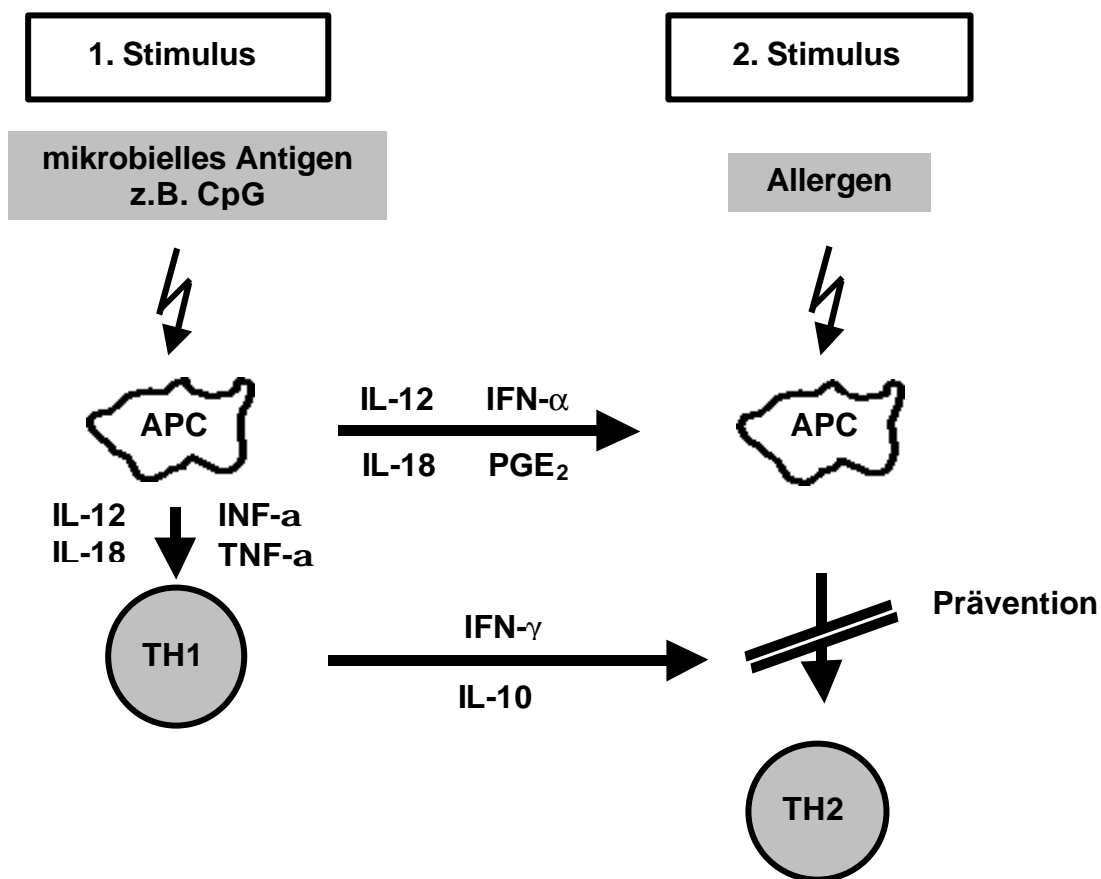 1. Stimulus
2. Stimulus
mikrobielles Antigen
z.B. CpG
Allergen
APC
IL-12 IFN-α
IL-18 PGE₂
APC
IL-12 INF-a
IL-18 TNF-a
Prävention
TH1
IFN-γ
IL-10
TH2